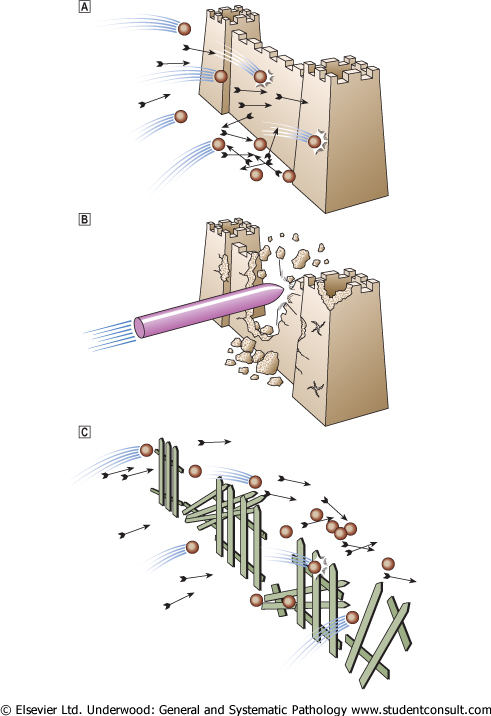 A
B
C
© Elsevier Ltd. Underwood: General and Systematic Pathology www.studentconsult.com